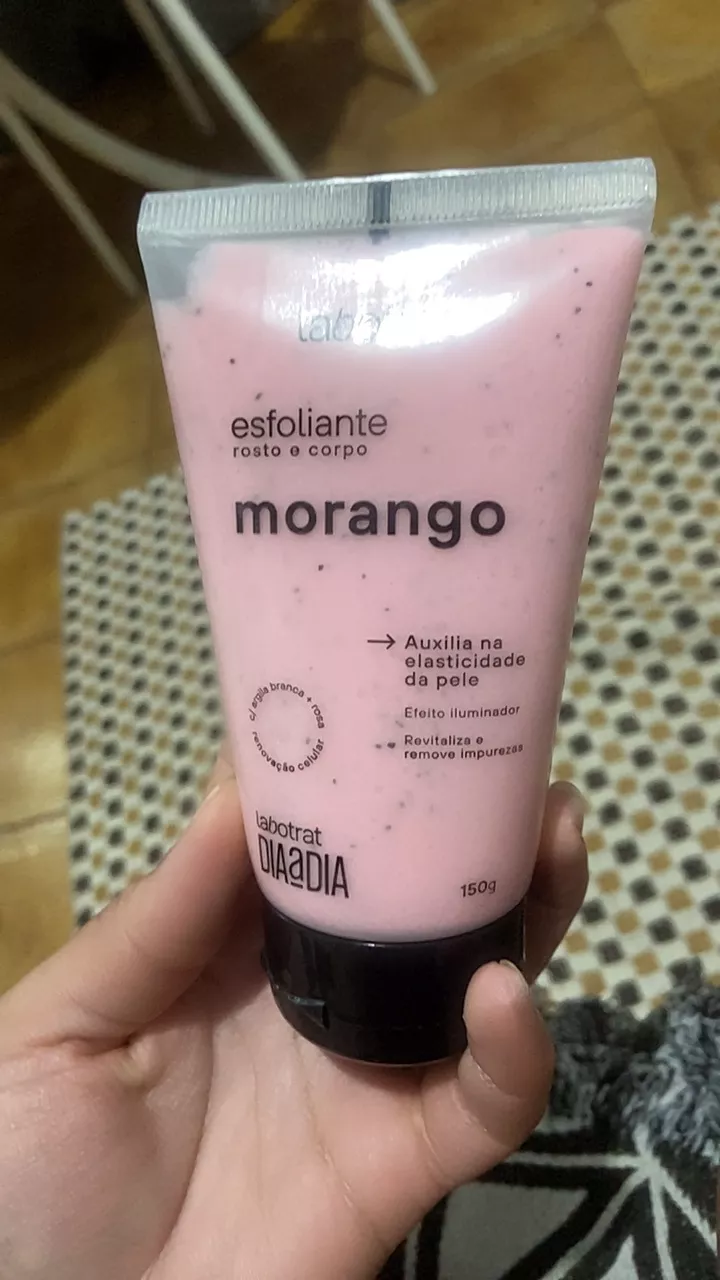 labo
esfoliante
rosto e corpo
morango
→ Auxilia na
elasticidade
da pele
Efeito iluminador
Revitaliza e
remove impurezas
c/ argila branca + rosa
renovação celular
labotrat
DIAaDIA
150g